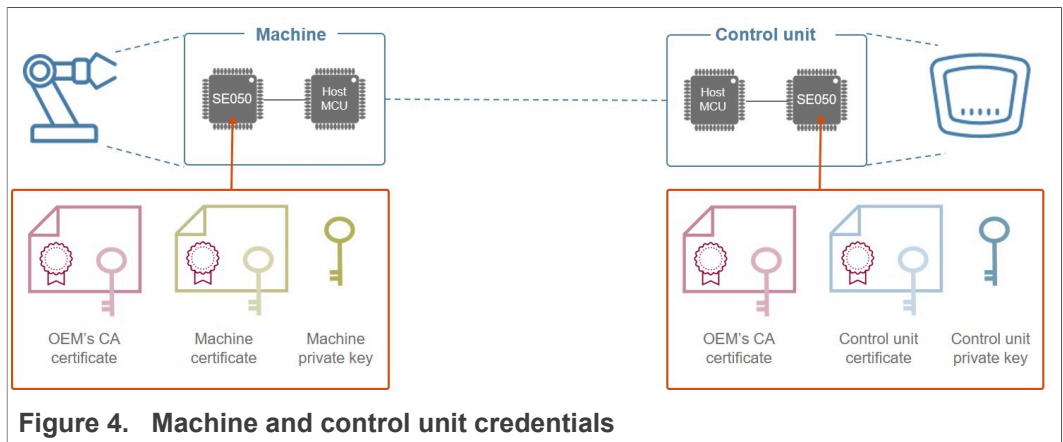 Machine
SE050
Host
MCU
Control unit
Host
MCU
SE050
OEM's CA
certificate
Machine
certificate
Machine
private key
OEM's CA
certificate
Control unit
certificate
Control unit
private key
Figure 4. Machine and control unit credentials